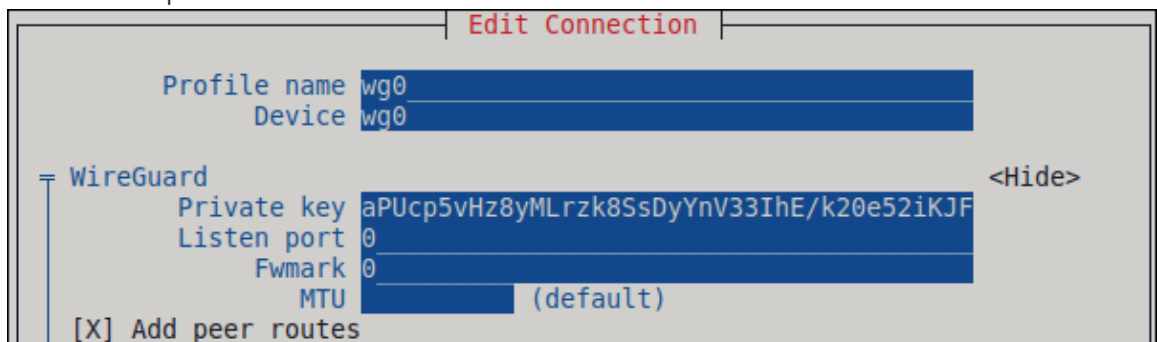 Edit Connection
Profile name wg0
Device wg0
WireGuard <Hide>
Private key aPUcp5vHz8yMLrzk8SsDyYnV33IhE/k20e52iKJF
Listen port 0
Fwmark 0
MTU (default)
[X] Add peer routes